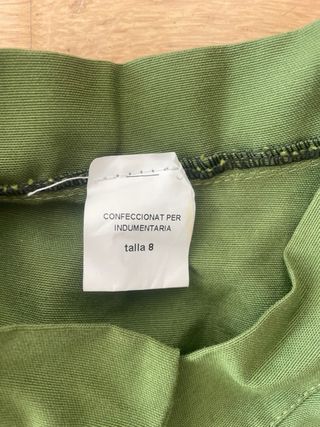 CONFECCIONAT PER
INDUMENTARIA
talla 8